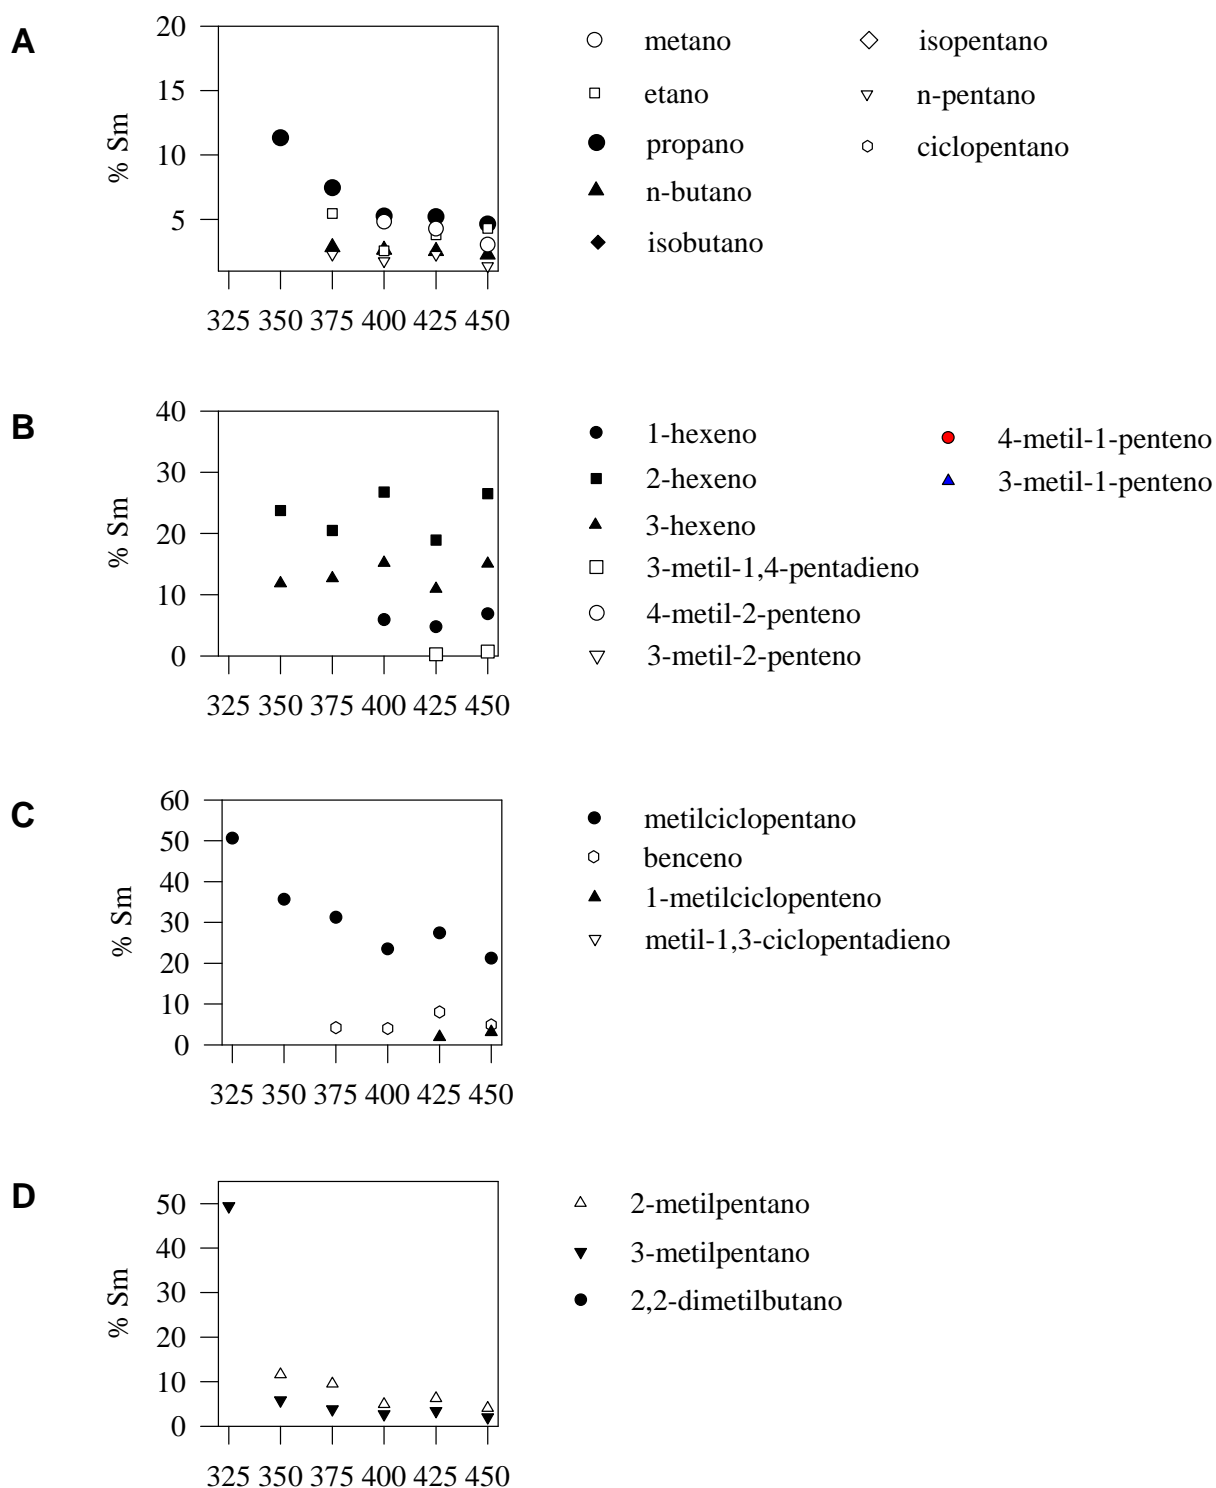 A
20
15
10
5
% Sm
325 350 375 400 425 450
metano
etano
propano
n-butano
isobutano
isopentano
n-pentano
ciclopentano
B
40
30
20
10
0
% Sm
325 350 375 400 425 450
1-hexeno
2-hexeno
3-hexeno
3-metil-1,4-pentadieno
4-metil-2-penteno
3-metil-2-penteno
4-metil-1-penteno
3-metil-1-penteno
C
60
50
40
30
20
10
0
% Sm
325 350 375 400 425 450
metilciclopentano
benceno
1-metilciclopenteno
metil-1,3-ciclopentadieno
D
50
40
30
20
10
0
% Sm
325 350 375 400 425 450
2-metilpentano
3-metilpentano
2,2-dimetilbutano